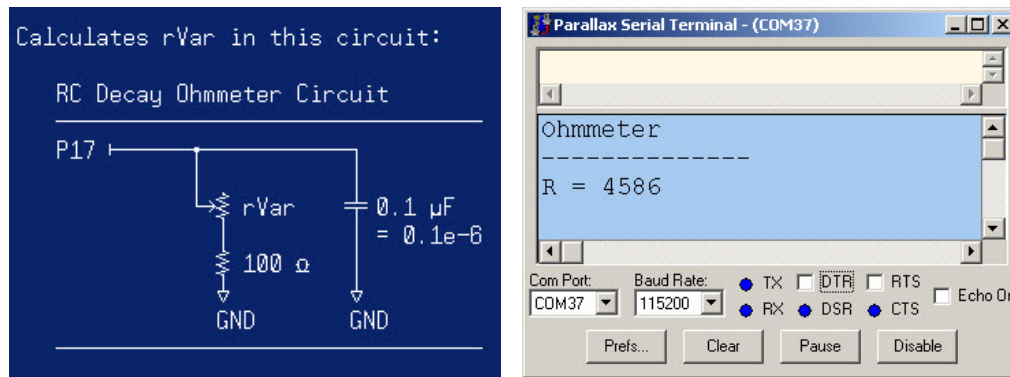 Calculates rVar in this circuit:
RC Decay Ohmmeter Circuit
P17
rVar
0.1 µF
= 0.1e-6
100 Ω
GND
GND
Parallax Serial Terminal - (COM37)
Ohmmeter
--------------
R = 4586
Com Port:
Baud Rate:
TX
DTR
RTS
COM37
115200
RX
DSR
CTS
Echo On
Prefs...
Clear
Pause
Disable